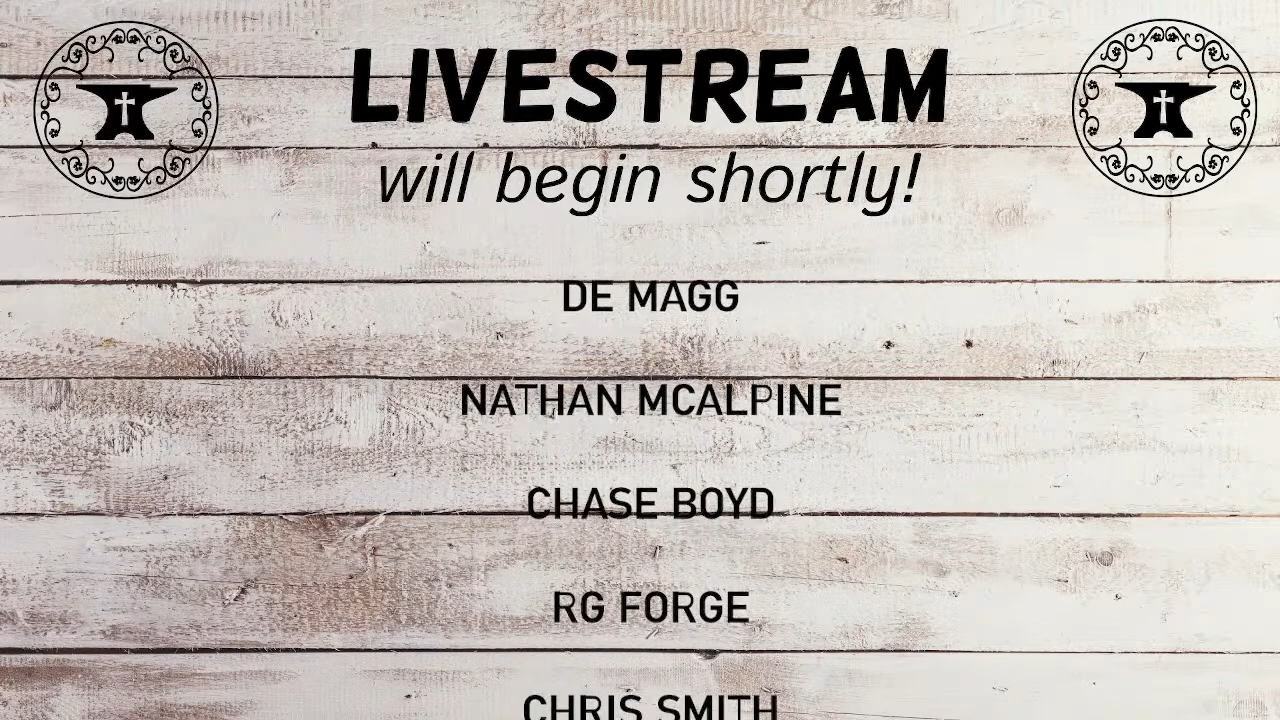 LIVESTREAM
will begin shortly!
DE MAGG
NATHAN MCALPINE
CHASE BOYD
RG FORGE
CHRIS SMITH